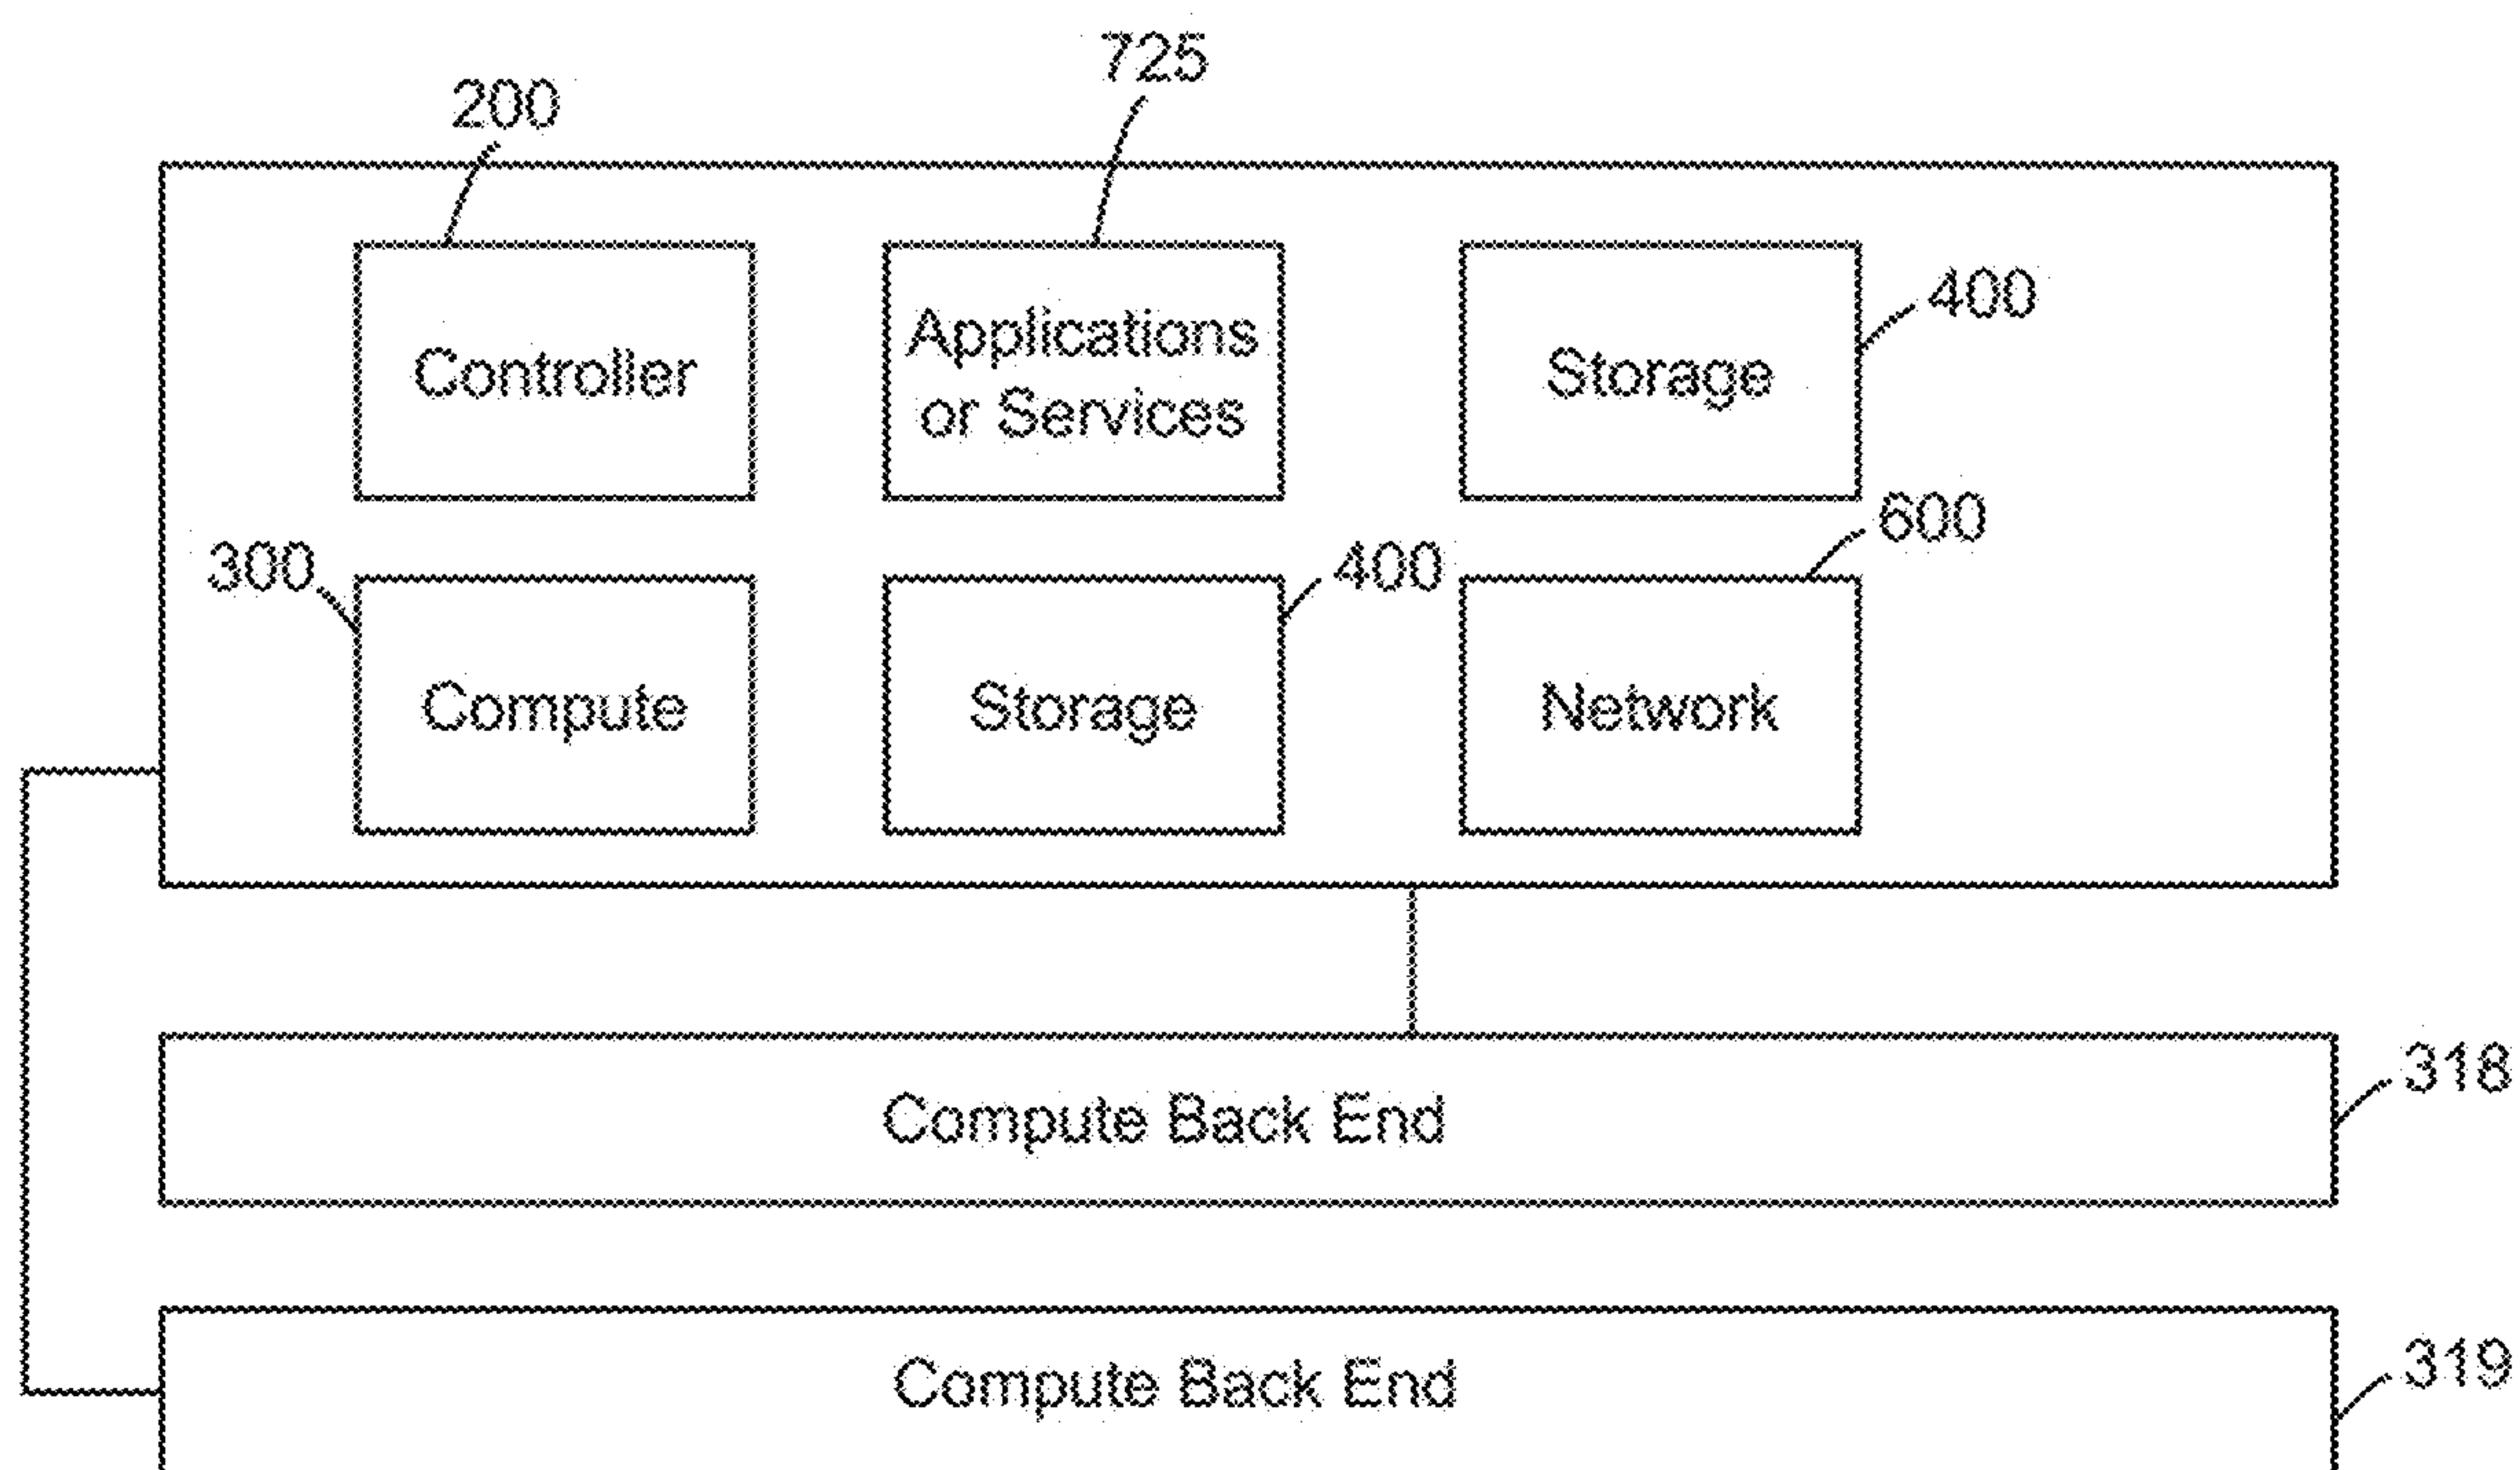 725
200
Controller
Applications
or Services
Storage
400
300
Compute
Storage
400
Network
600
Compute Back End
318
Compute Back End
319